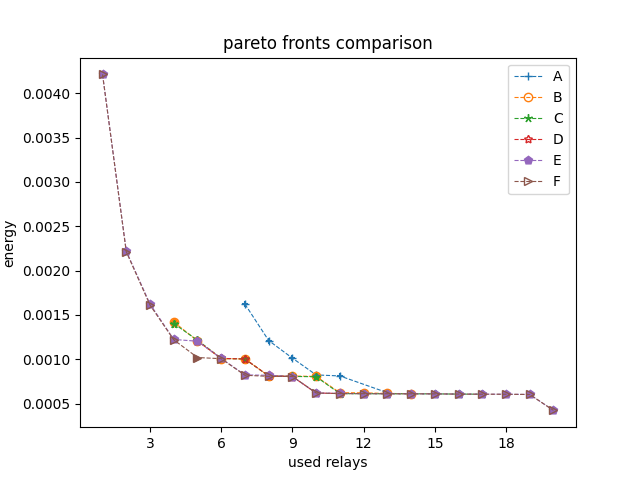 pareto fronts comparison
A
B
C
D
E
F
0.0040
0.0035
0.0030
0.0025
0.0020
0.0015
0.0010
0.0005
energy
3 6 9 12 15 18
used relays